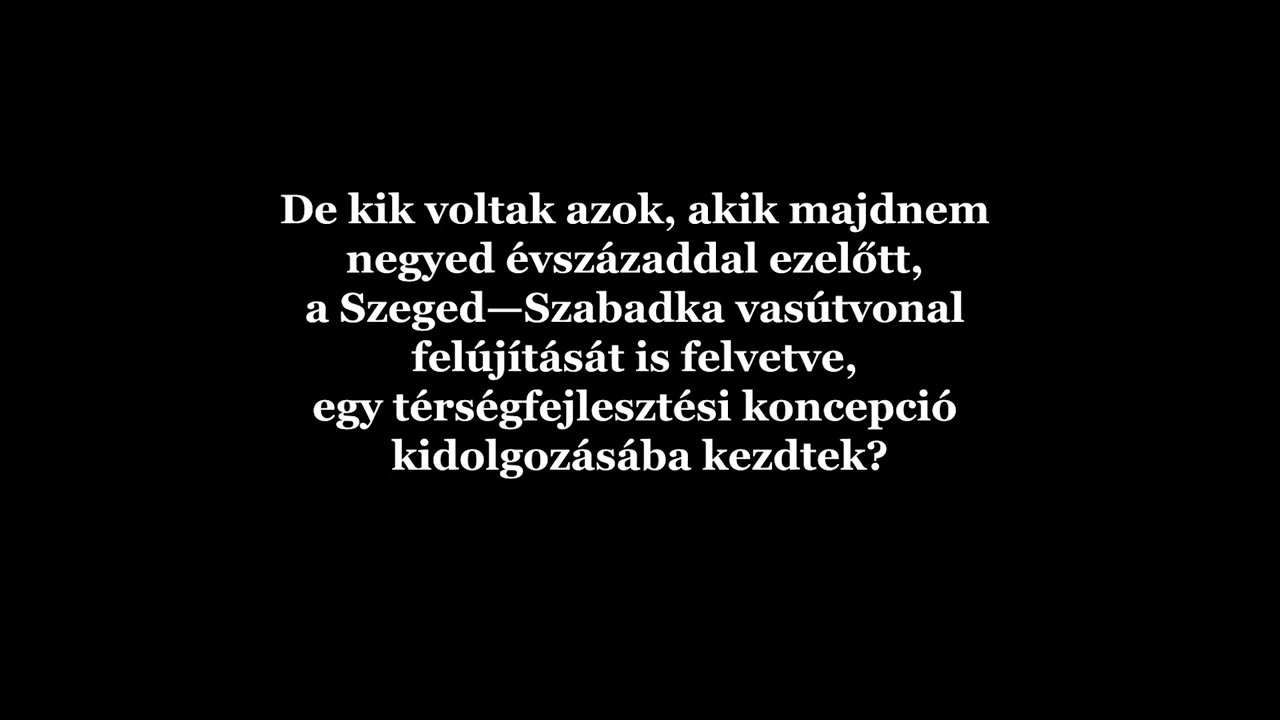 De kik voltak azok, akik majdnem
negyed évszázaddal ezelőtt,
a Szeged—Szabadka vasútvonal
felújítását is felvetve,
egy térségfejlesztési koncepció
kidolgozásába kezdtek?